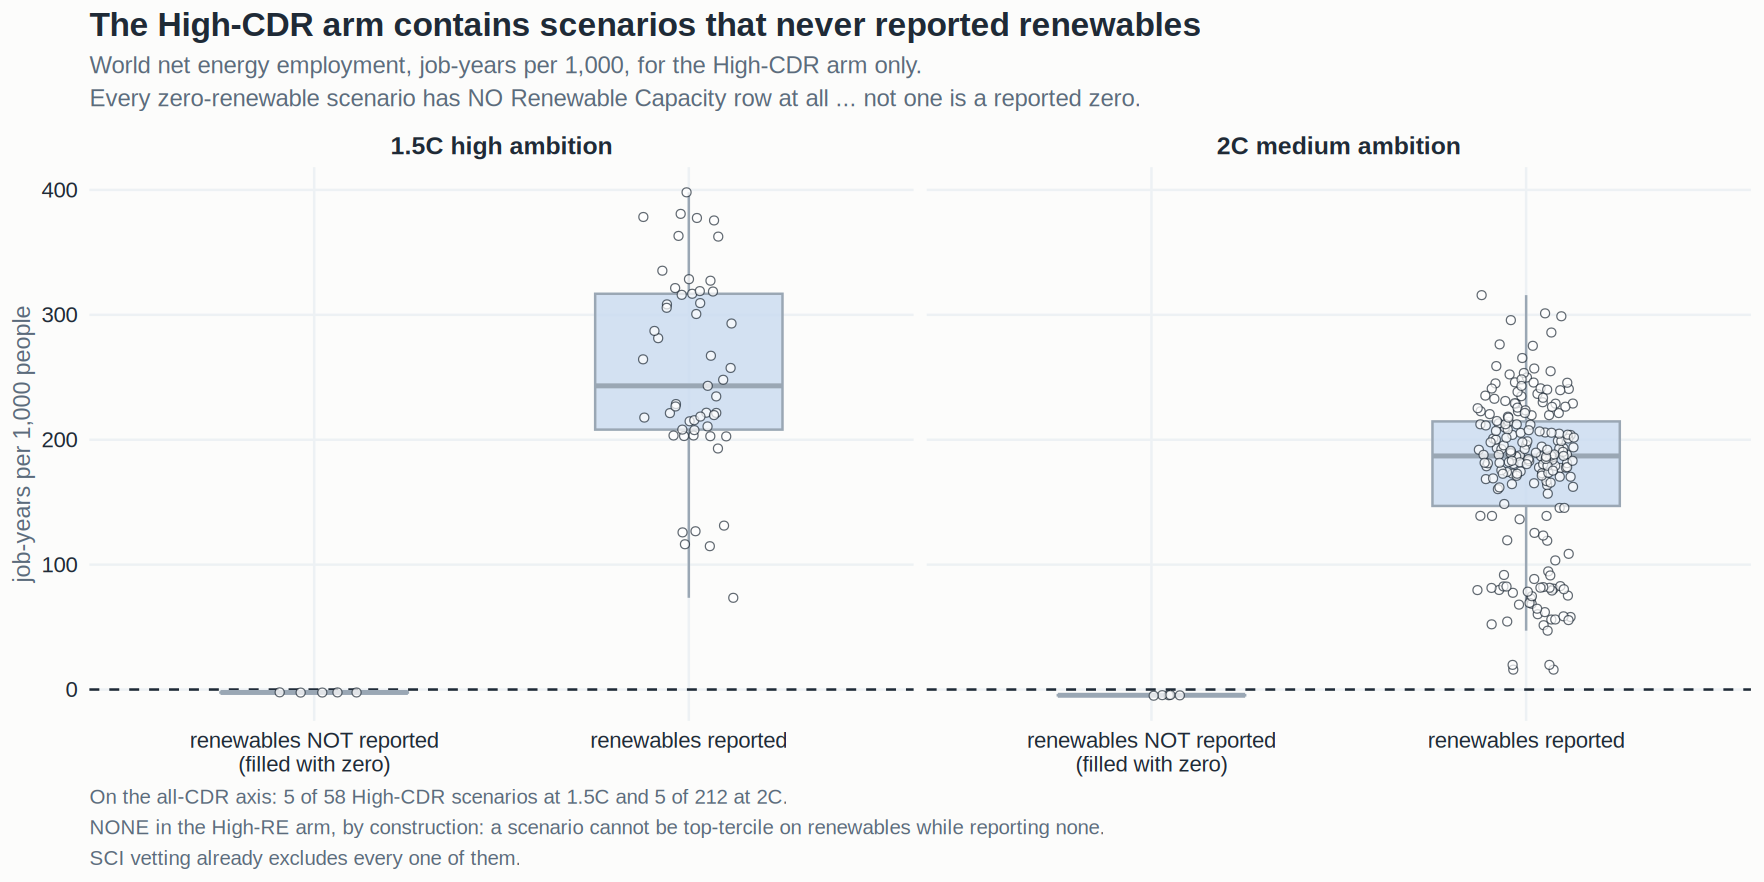 The High-CDR arm contains scenarios that never reported renewables
World net energy employment, job-years per 1,000, for the High-CDR arm only.
Every zero-renewable scenario has NO Renewable Capacity row at all ... not one is a reported zero.
1.5C high ambition
2C medium ambition
job-years per 1,000 people
400
300
200
100
0
renewables NOT reported
(filled with zero)
renewables reported
renewables NOT reported
(filled with zero)
renewables reported
On the all-CDR axis: 5 of 58 High-CDR scenarios at 1.5C and 5 of 212 at 2C.
NONE in the High-RE arm, by construction: a scenario cannot be top-tercile on renewables while reporting none.
SCI vetting already excludes every one of them.